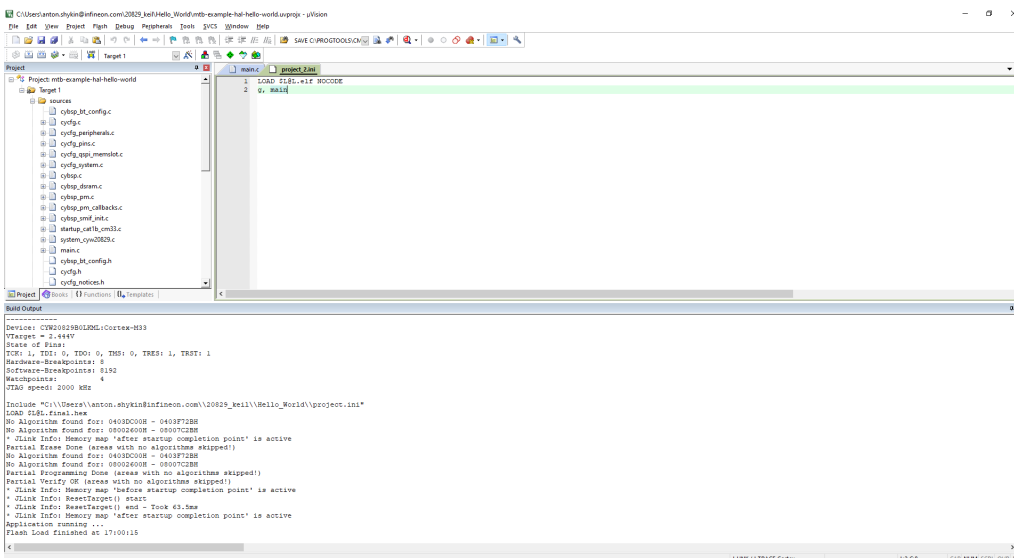 C:\Users\anton.shykin@infineon.com\20829_keil\Hello_World\mtb-example-hal-hello-world.uvprojx - µVision
File Edit View Project Flash Debug Peripherals Tools SVCS Window Help
SAVE C:\PROGTOOLS\CM
Target 1
Project
main.c project_2.ini
Project: mtb-example-hal-hello-world
Target 1
sources
cybsp_bt_config.c
cycfg.c
cycfg_peripherals.c
cycfg_pins.c
cycfg_qspi_memslot.c
cycfg_system.c
cybsp.c
cybsp_dsram.c
cybsp_pm.c
cybsp_pm_callbacks.c
cybsp_smif_init.c
startup_cat1b_cm33.c
system_cyw20829.c
main.c
cybsp_bt_config.h
cycfg.h
cycfg_notices.h
1 LOAD $L@L.elf NOCODE
2 g, main
Project Books {} Functions Templates
Build Output
------------
Device: CYW20829B0LKML:Cortex-M33
VTarget = 2.444V
State of Pins:
TCK: 1, TDI: 0, TDO: 0, TMS: 0, TRES: 1, TRST: 1
Hardware-Breakpoints: 8
Software-Breakpoints: 8192
Watchpoints: 4
JTAG speed: 2000 kHz
Include "C:\\Users\\anton.shykin@infineon.com\\20829_keil\\Hello_World\\project.ini"
LOAD $L@L.final.hex
No Algorithm found for: 0403DC00H - 0403F72BH
No Algorithm found for: 08002600H - 08007C2BH
* JLink Info: Memory map 'after startup completion point' is active
Partial Erase Done (areas with no algorithms skipped!)
No Algorithm found for: 0403DC00H - 0403F72BH
No Algorithm found for: 08002600H - 08007C2BH
Partial Programming Done (areas with no algorithms skipped!)
Partial Verify OK (areas with no algorithms skipped!)
* JLink Info: Memory map 'before startup completion point' is active
* JLink Info: ResetTarget() start
* JLink Info: ResetTarget() end - Took 63.5ms
* JLink Info: Memory map 'after startup completion point' is active
Application running ...
Flash Load finished at 17:00:15